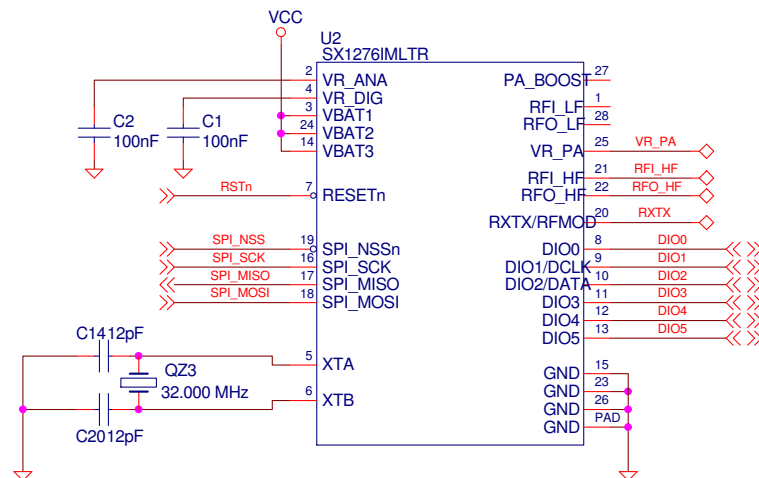 VCC
U2
SX1276IMLTR
2 VR_ANA
4 VR_DIG
3 VBAT1
24 VBAT2
14 VBAT3
C2
100nF
C1
100nF
RSTn 7 RESETn
SPI_NSS 19 SPI_NSSn
SPI_SCK 16 SPI_SCK
SPI_MISO 17 SPI_MISO
SPI_MOSI 18 SPI_MOSI
C14 12pF
5 XTA
QZ3
32.000 MHz
6 XTB
C20 12pF
PA_BOOST 27
RFI_LF 1
RFO_LF 28
VR_PA 25 VR_PA
RFI_HF 21 RFI_HF
RFO_HF 22 RFO_HF
RXTX/RFMOD 20 RXTX
DIO0 8 DIO0
DIO1/DCLK 9 DIO1
DIO2/DATA 10 DIO2
DIO3 11 DIO3
DIO4 12 DIO4
DIO5 13 DIO5
GND 15
GND 23
GND 26
GND PAD